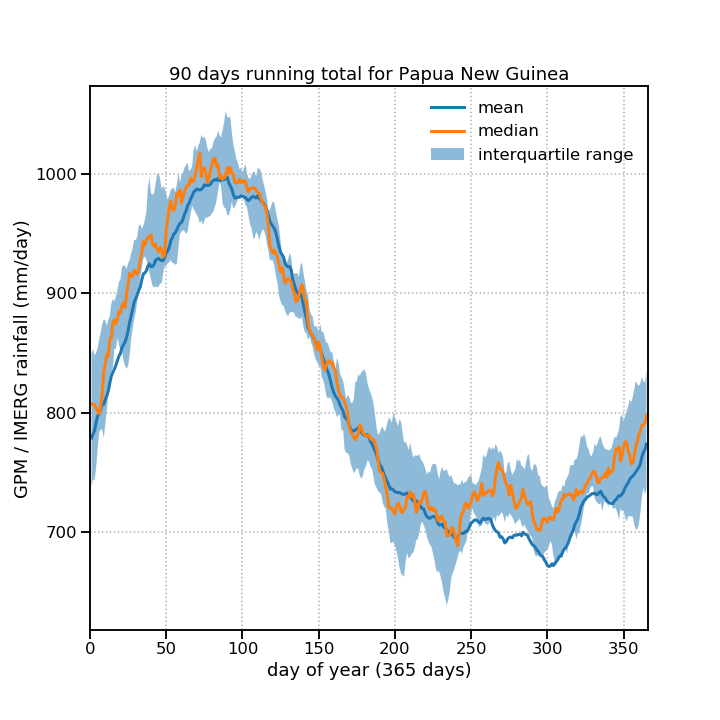 90 days running total for Papua New Guinea
mean
median
interquartile range
GPM / IMERG rainfall (mm/day)
1000
900
800
700
0 50 100 150 200 250 300 350
day of year (365 days)